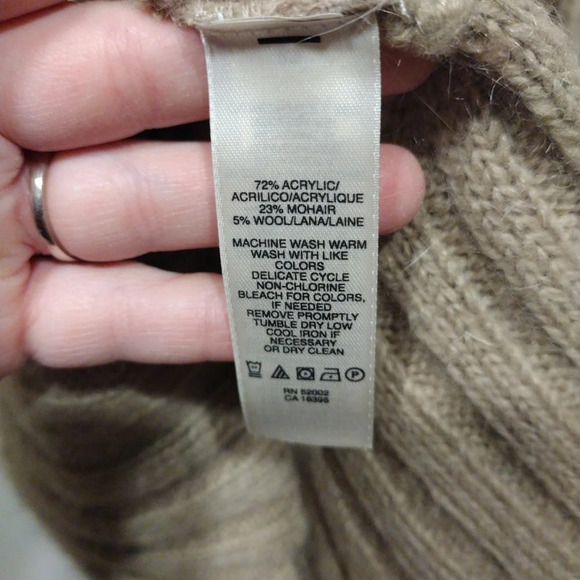 72% ACRYLIC/
ACRILICO/ACRYLIQUE
23% MOHAIR
5% WOOL/LANA/LAINE
MACHINE WASH WARM
WASH WITH LIKE
COLORS
DELICATE CYCLE
NON-CHLORINE
BLEACH FOR COLORS,
IF NEEDED
REMOVE PROMPTLY
TUMBLE DRY LOW
COOL IRON IF
NECESSARY
OR DRY CLEAN
P
RN 52002
CA 16395